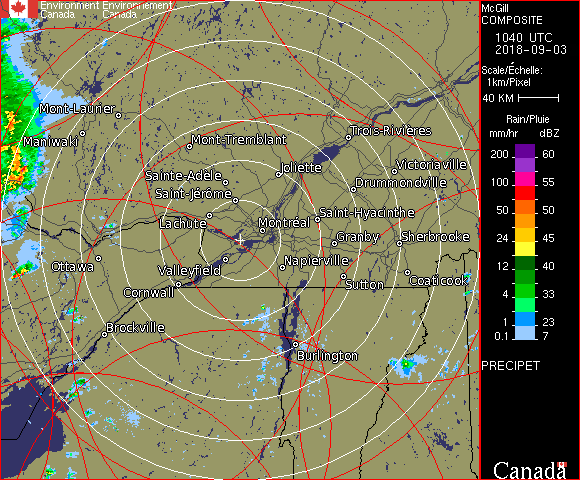 Environment Environnement
Canada Canada
McGill
COMPOSITE
1040 UTC
2018-09-03
Scale/Échelle:
1km/Pixel
40 KM
Rain/Pluie
mm/hr dBZ
200 60
100 55
50 50
24 45
12 40
4 33
1 23
0.1 7
PRECIPET
Canada
Mont-Laurier
Maniwaki
Mont-Tremblant
Trois-Rivières
Joliette
Victoriaville
Sainte-Adèle
Drummondville
Saint-Jérôme
Lachute
Saint-Hyacinthe
Montréal
Granby
Sherbrooke
Ottawa
Valleyfield
Napierville
Cornwall
Sutton
Coaticook
Brockville
Burlington